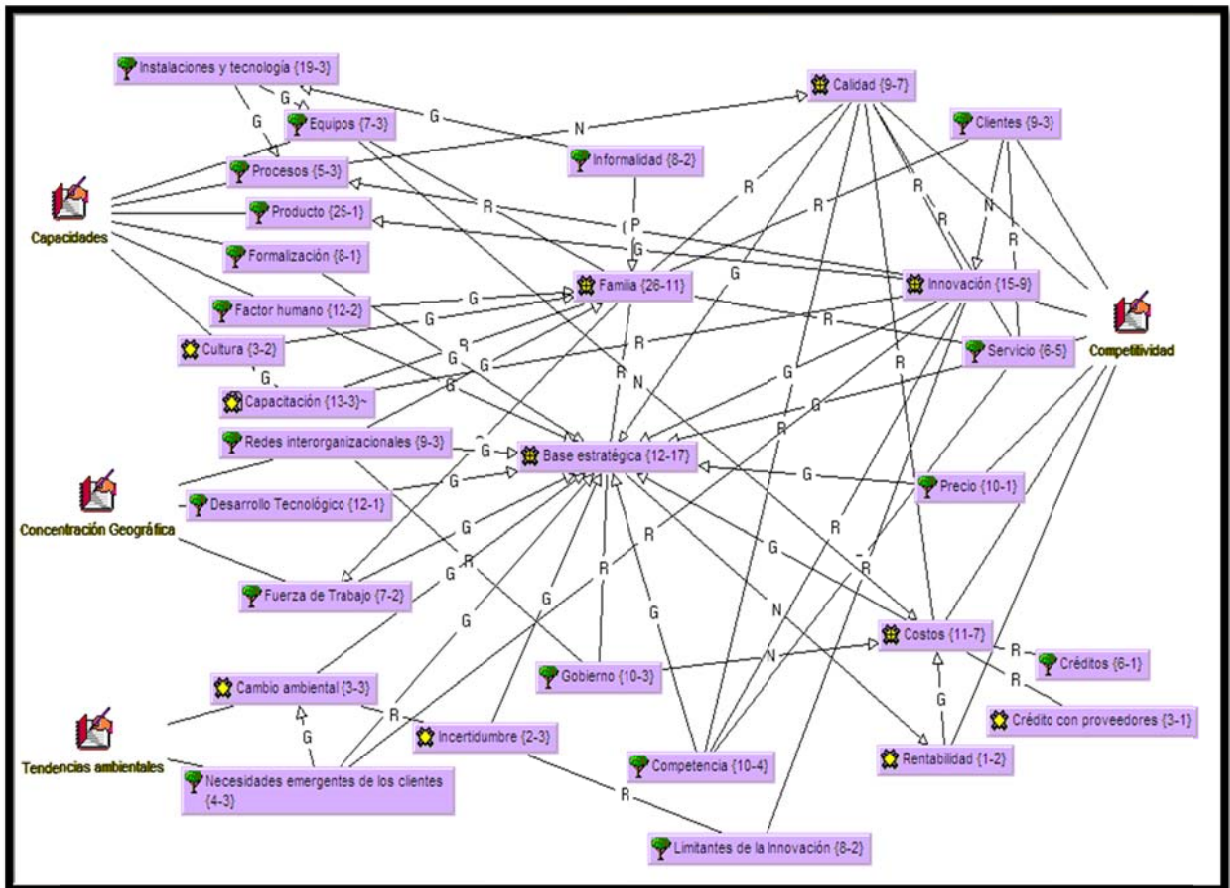 Instalaciones y tecnología {19-3}
Calidad {9-7}
G
G
Equipos {7-3}
G
N
Clientes {9-3}
Informalidad {8-2}
Procesos {5-3}
R
R
N
Capacidades
Producto {25-1}
R
P
G
R
R
R
Formalización {8-1}
G
Familia {26-11}
Innovación {15-9}
Factor humano {12-2}
G
G
R
Cultura {3-2}
R
G
G
R
R
G
Servicio {6-5}
Competitividad
G
G
R
N
R
Capacitación {13-3}~
G
Redes interorganizacionales {9-3}
G
Base estratégica {12-17}
R
R
G
Precio {10-1}
Desarrollo Tecnológico {12-1}
G
Concentración Geográfica
G
R
G
R
R
G
R
R
Fuerza de Trabajo {7-2}
G
G
G
N
Costos {11-7}
Gobierno {10-3}
N
R
Créditos {6-1}
Cambio ambiental {3-3}
R
R
G
G
Incertidumbre {2-3}
Crédito con proveedores {3-1}
Tendencias ambientales
Competencia {10-4}
Rentabilidad {1-2}
Necesidades emergentes de los clientes
{4-3}
R
Limitantes de la Innovación {8-2}